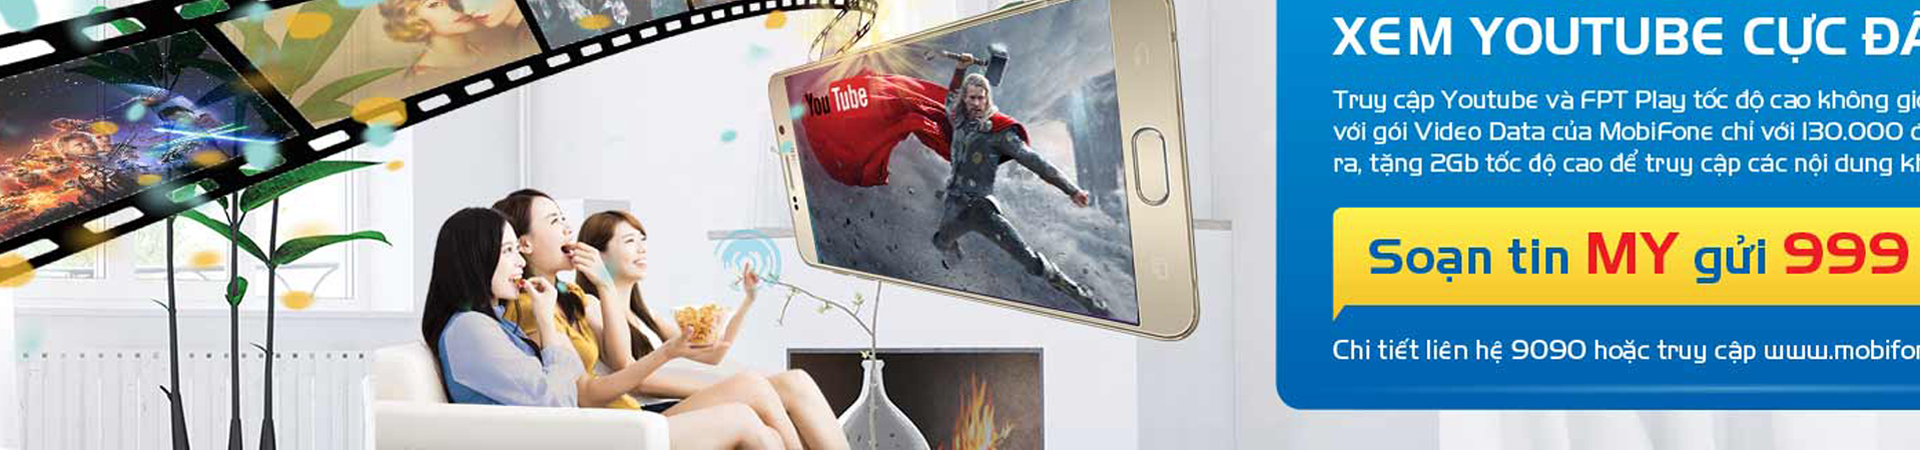 You Tube
XEM YOUTUBE CỰC ĐÃ
Truy cập Youtube và FPT Play tốc độ cao không
với gói Video Data của MobiFone chỉ với 130.000
ra, tặng 2Gb tốc độ cao để truy cập các nội dung
Soạn tin MY gửi 999
Chi tiết liên hệ 9090 hoặc truy cập www.mobifo